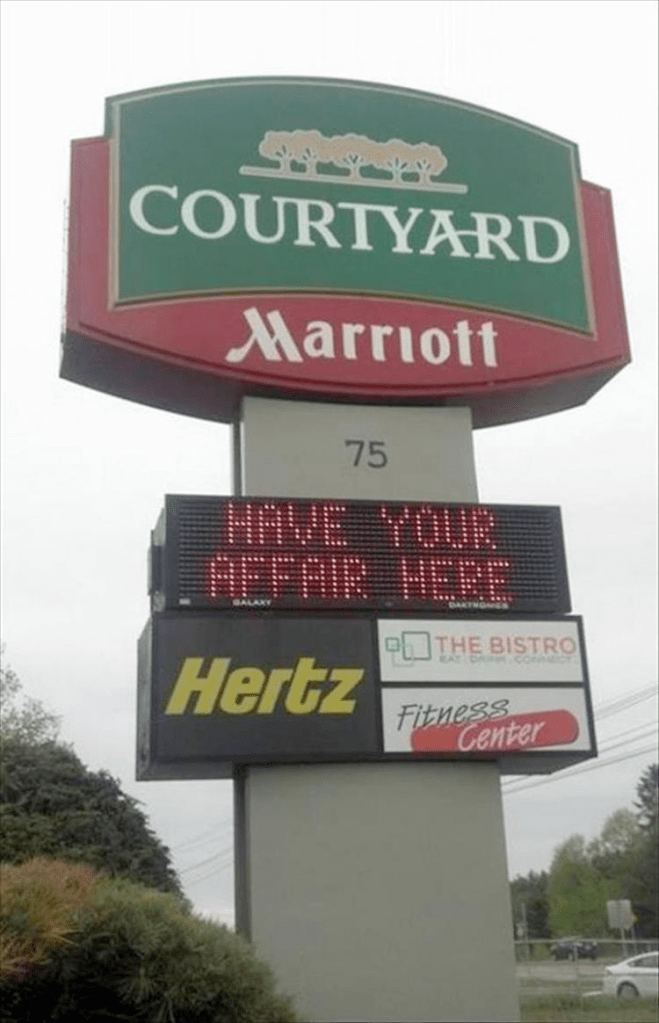 COURTYARD
Marriott
75
HAVE YOUR
AFFAIR HERE
GALAXY DAKTRONICS
Hertz
THE BISTRO
EAT. DRINK. CONNECT.
Fitness
Center